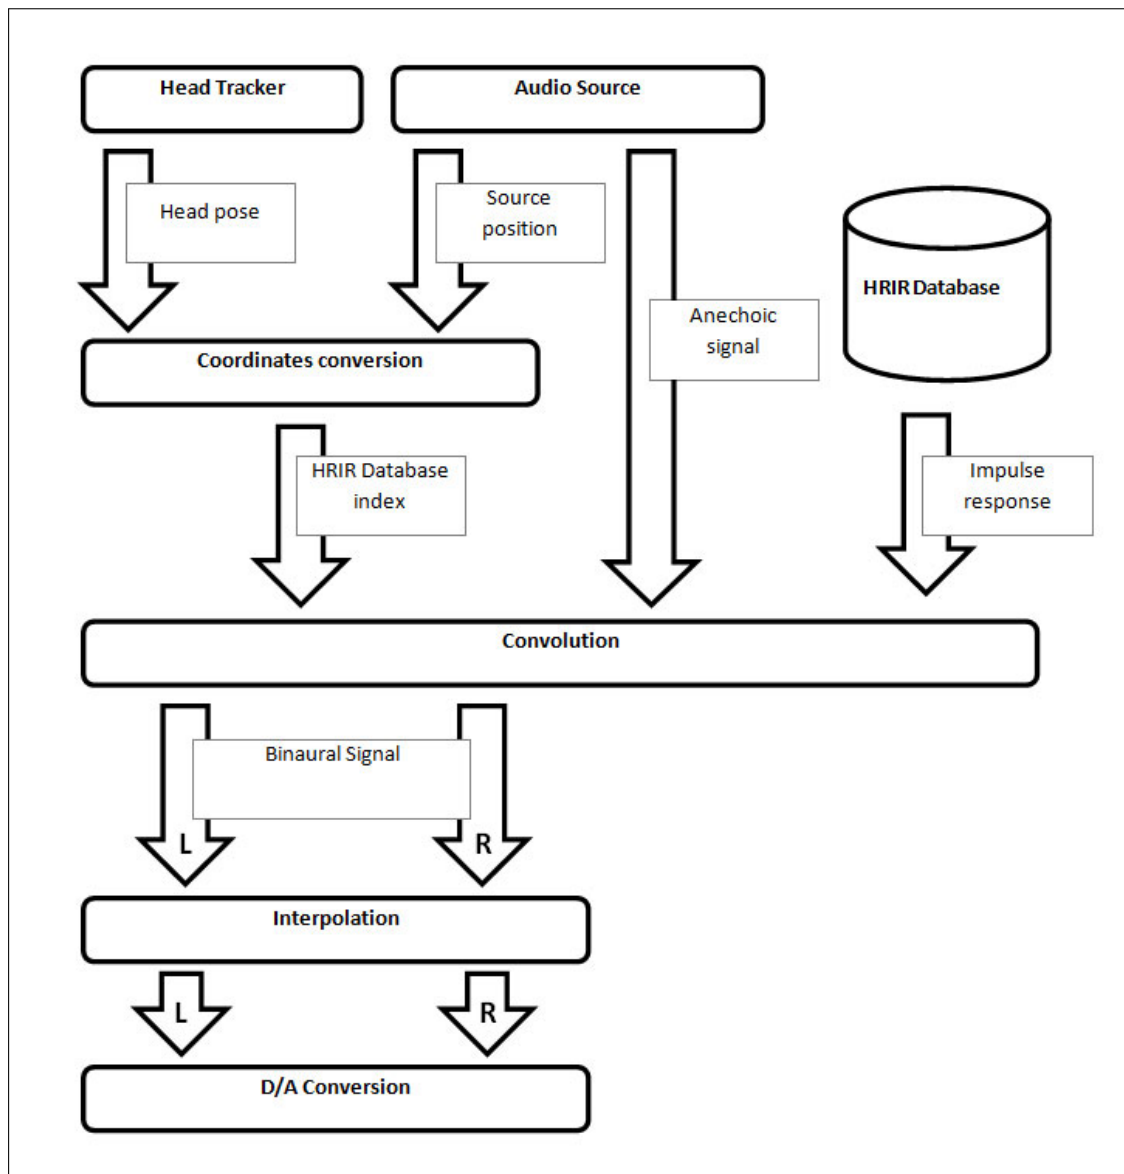 Head Tracker
Audio Source
Head pose
Source
position
HRIR Database
Anechoic
signal
Coordinates conversion
HRIR Database
index
Impulse
response
Convolution
Binaural Signal
L
R
Interpolation
L
R
D/A Conversion